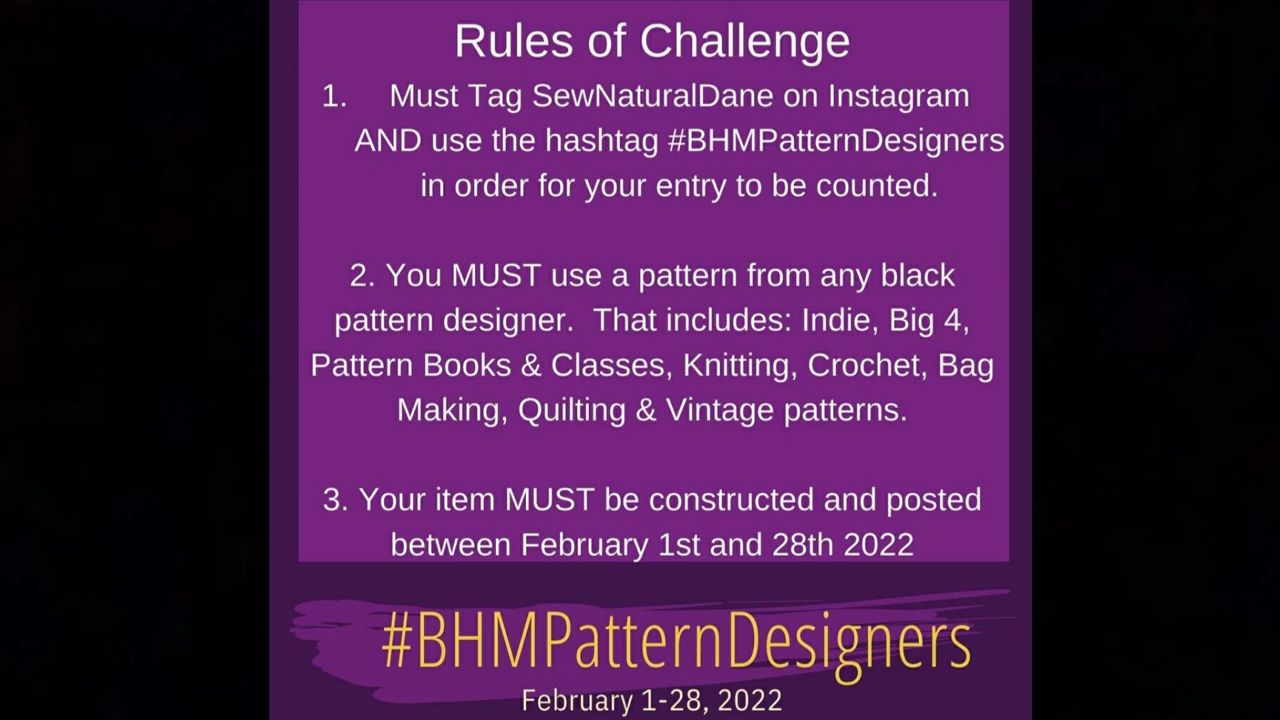 Rules of Challenge
1. Must Tag SewNaturalDane on Instagram
AND use the hashtag #BHMPatternDesigners
in order for your entry to be counted.
2. You MUST use a pattern from any black
pattern designer. That includes: Indie, Big 4,
Pattern Books & Classes, Knitting, Crochet, Bag
Making, Quilting & Vintage patterns.
3. Your item MUST be constructed and posted
between February 1st and 28th 2022
#BHMPatternDesigners
February 1-28, 2022